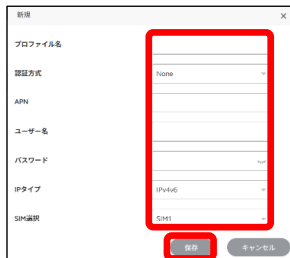 新規 ×
プロファイル名
認証方式 None
APN
ユーザー名
パスワード
IPタイプ IPv4v6
SIM選択 SIM1
保存 キャンセル